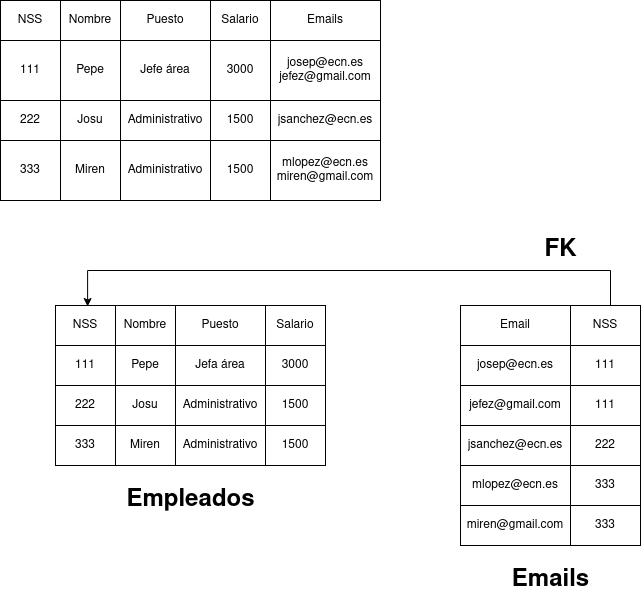 NSS Nombre Puesto Salario Emails
111 Pepe Jefe área 3000 josep@ecn.es
jefez@gmail.com
222 Josu Administrativo 1500 jsanchez@ecn.es
333 Miren Administrativo 1500 mlopez@ecn.es
miren@gmail.com
FK
NSS Nombre Puesto Salario
111 Pepe Jefa área 3000
222 Josu Administrativo 1500
333 Miren Administrativo 1500
Empleados
Email NSS
josep@ecn.es 111
jefez@gmail.com 111
jsanchez@ecn.es 222
mlopez@ecn.es 333
miren@gmail.com 333
Emails